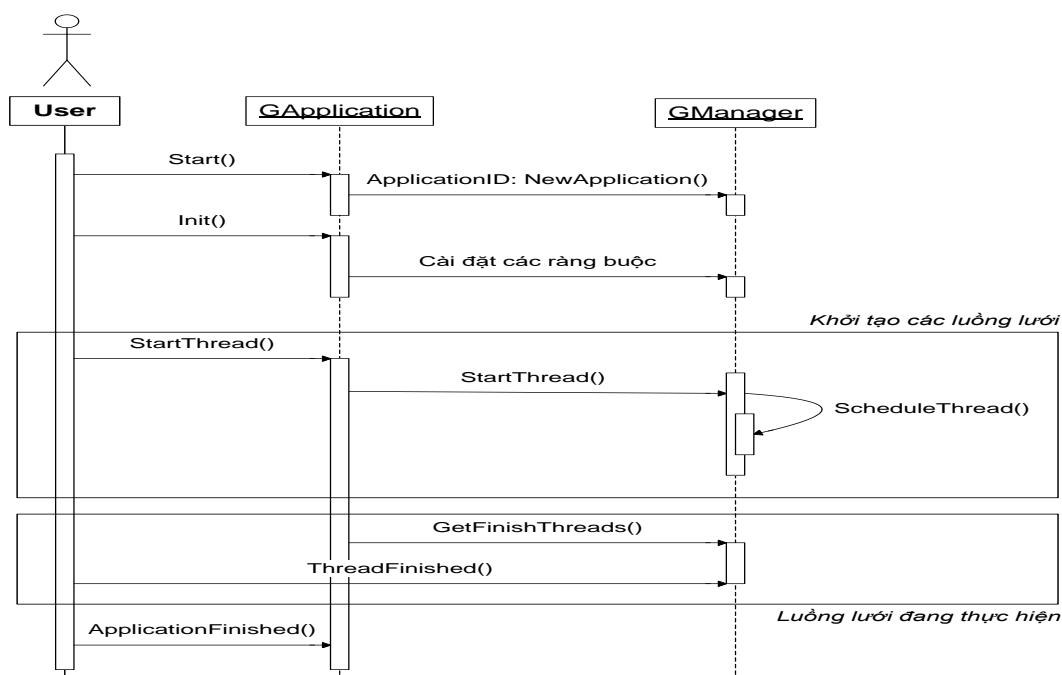 User
GApplication
GManager
Start()
ApplicationID: NewApplication()
Init()
Cài đặt các ràng buộc
Khởi tạo các luồng lưới
StartThread()
StartThread()
ScheduleThread()
GetFinishThreads()
ThreadFinished()
Luồng lưới đang thực hiện
ApplicationFinished()